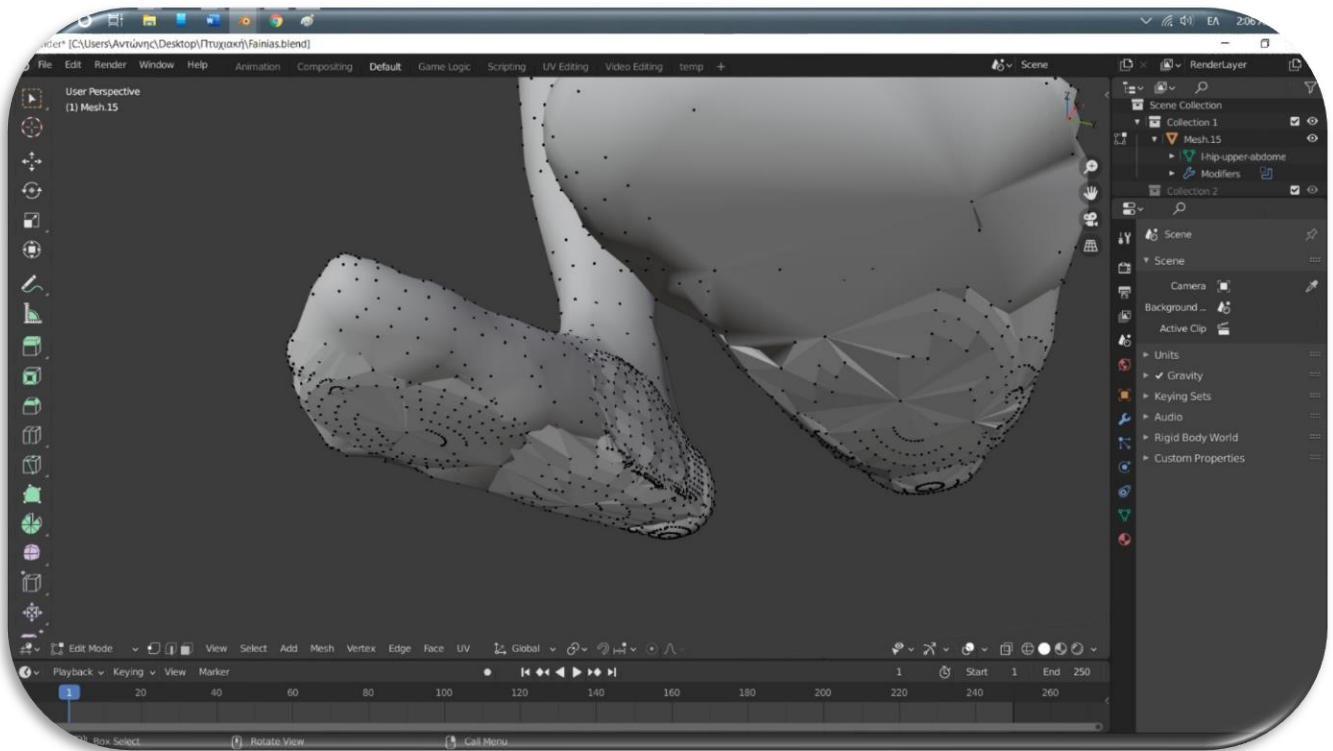 ΕΛ 2:06
[C:\Users\Αντώνης\Desktop\Πτυχιακή\Fainias.blend]
File Edit Render Window Help Animation Compositing Default Game Logic Scripting UV Editing Video Editing temp + Scene RenderLayer
User Perspective
(1) Mesh.15
Scene Collection
Collection 1
Mesh.15
l-hip-upper-abdome
Modifiers
Collection 2
Scene
Scene
Camera
Background ...
Active Clip
Units
Gravity
Keying Sets
Audio
Rigid Body World
Custom Properties
Edit Mode View Select Add Mesh Vertex Edge Face UV Global
Playback Keying View Marker 1 Start 1 End 250
1 20 40 60 80 100 120 140 160 180 200 220 240 260
Box Select Rotate View Call Menu